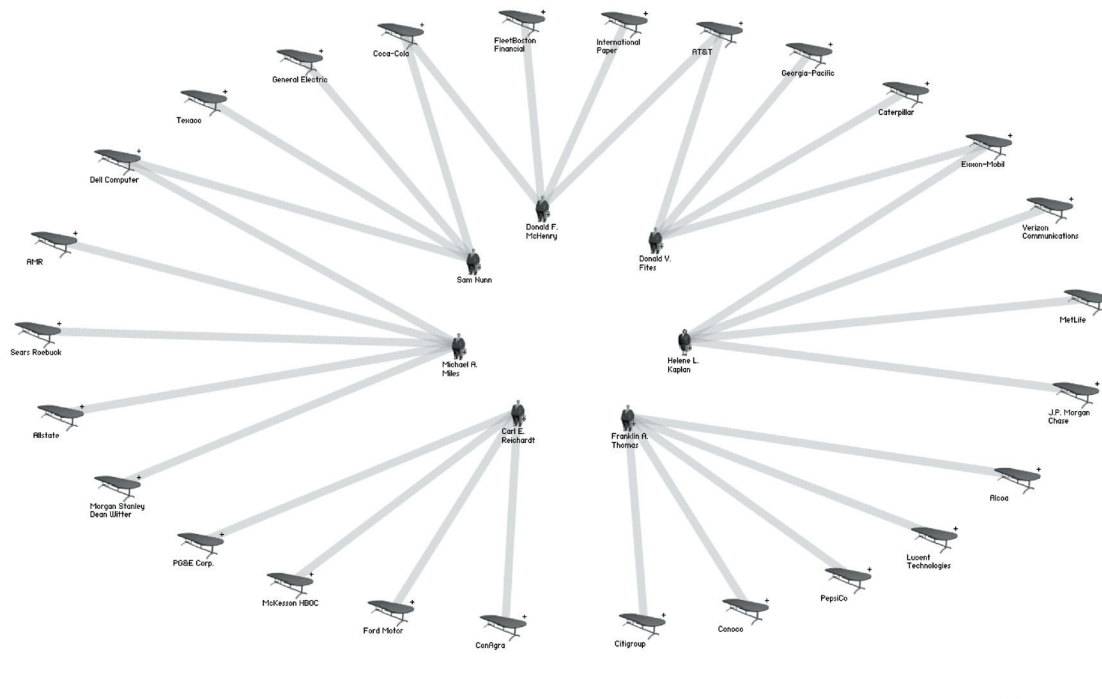 FleetBoston
Financial
International
Paper
Coca-Cola
AT&T
General Electric
Georgia-Pacific
Texaco
Caterpillar
Dell Computer
Exxon-Mobil
Donald F.
McHenry
Verizon
Communications
AMR
Donald V.
Fites
Sam Nunn
MetLife
Sears Roebuck
Michael A.
Miles
Helene L.
Kaplan
J.P. Morgan
Chase
Allstate
Carl E.
Reichardt
Franklin A.
Thomas
Alcoa
Morgan Stanley
Dean Witter
PG&E Corp.
Lucent
Technologies
McKesson HBOC
PepsiCo
Ford Motor
Conoco
ConAgra
Citigroup